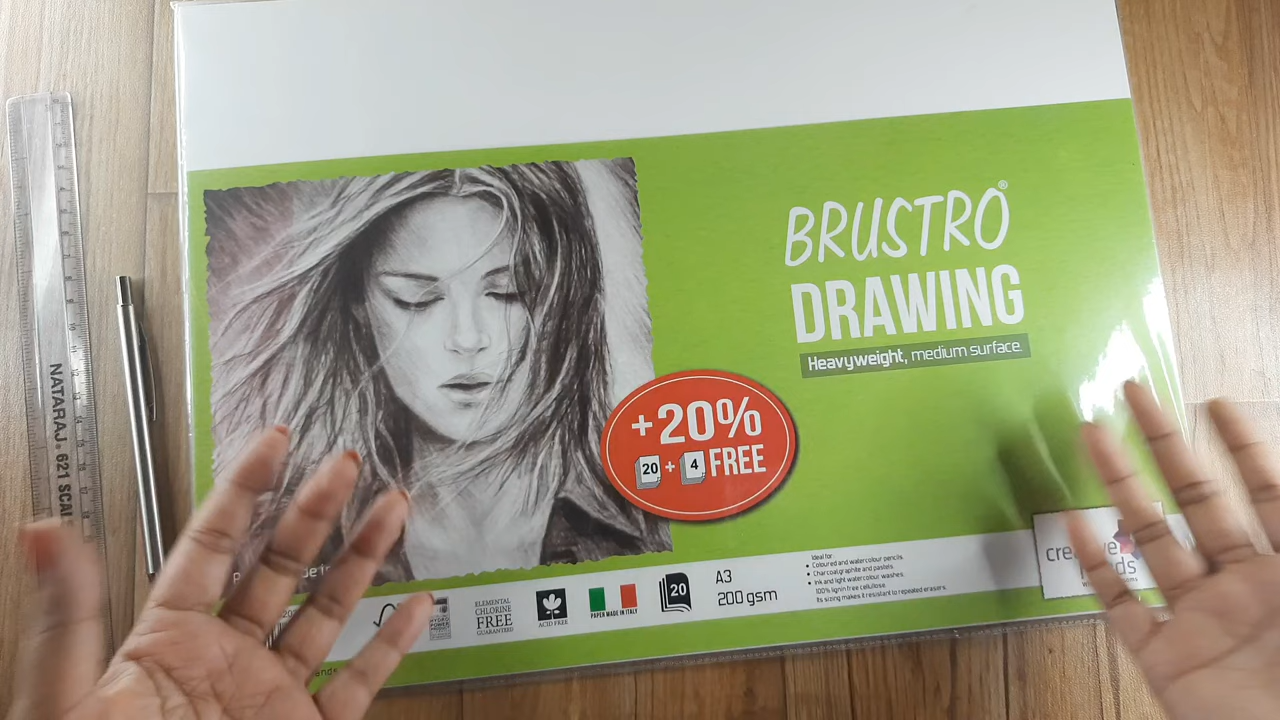 BRUSTRO®
DRAWING
Heavyweight, medium surface.
+20%
20 + 4 FREE
NATARAJ® 621 SCAL
ELEMENTAL
CHLORINE
FREE
GUARANTEED
ACID FREE
PAPER MADE IN ITALY
20
A3
200 gsm
Ideal for:
• Coloured and watercolour pencils.
• Charcoal graphite and pastels.
• Ink and light watercolour washes.
100% lignin free cellulose.
Its sizing makes it resistant to repeated erasers.